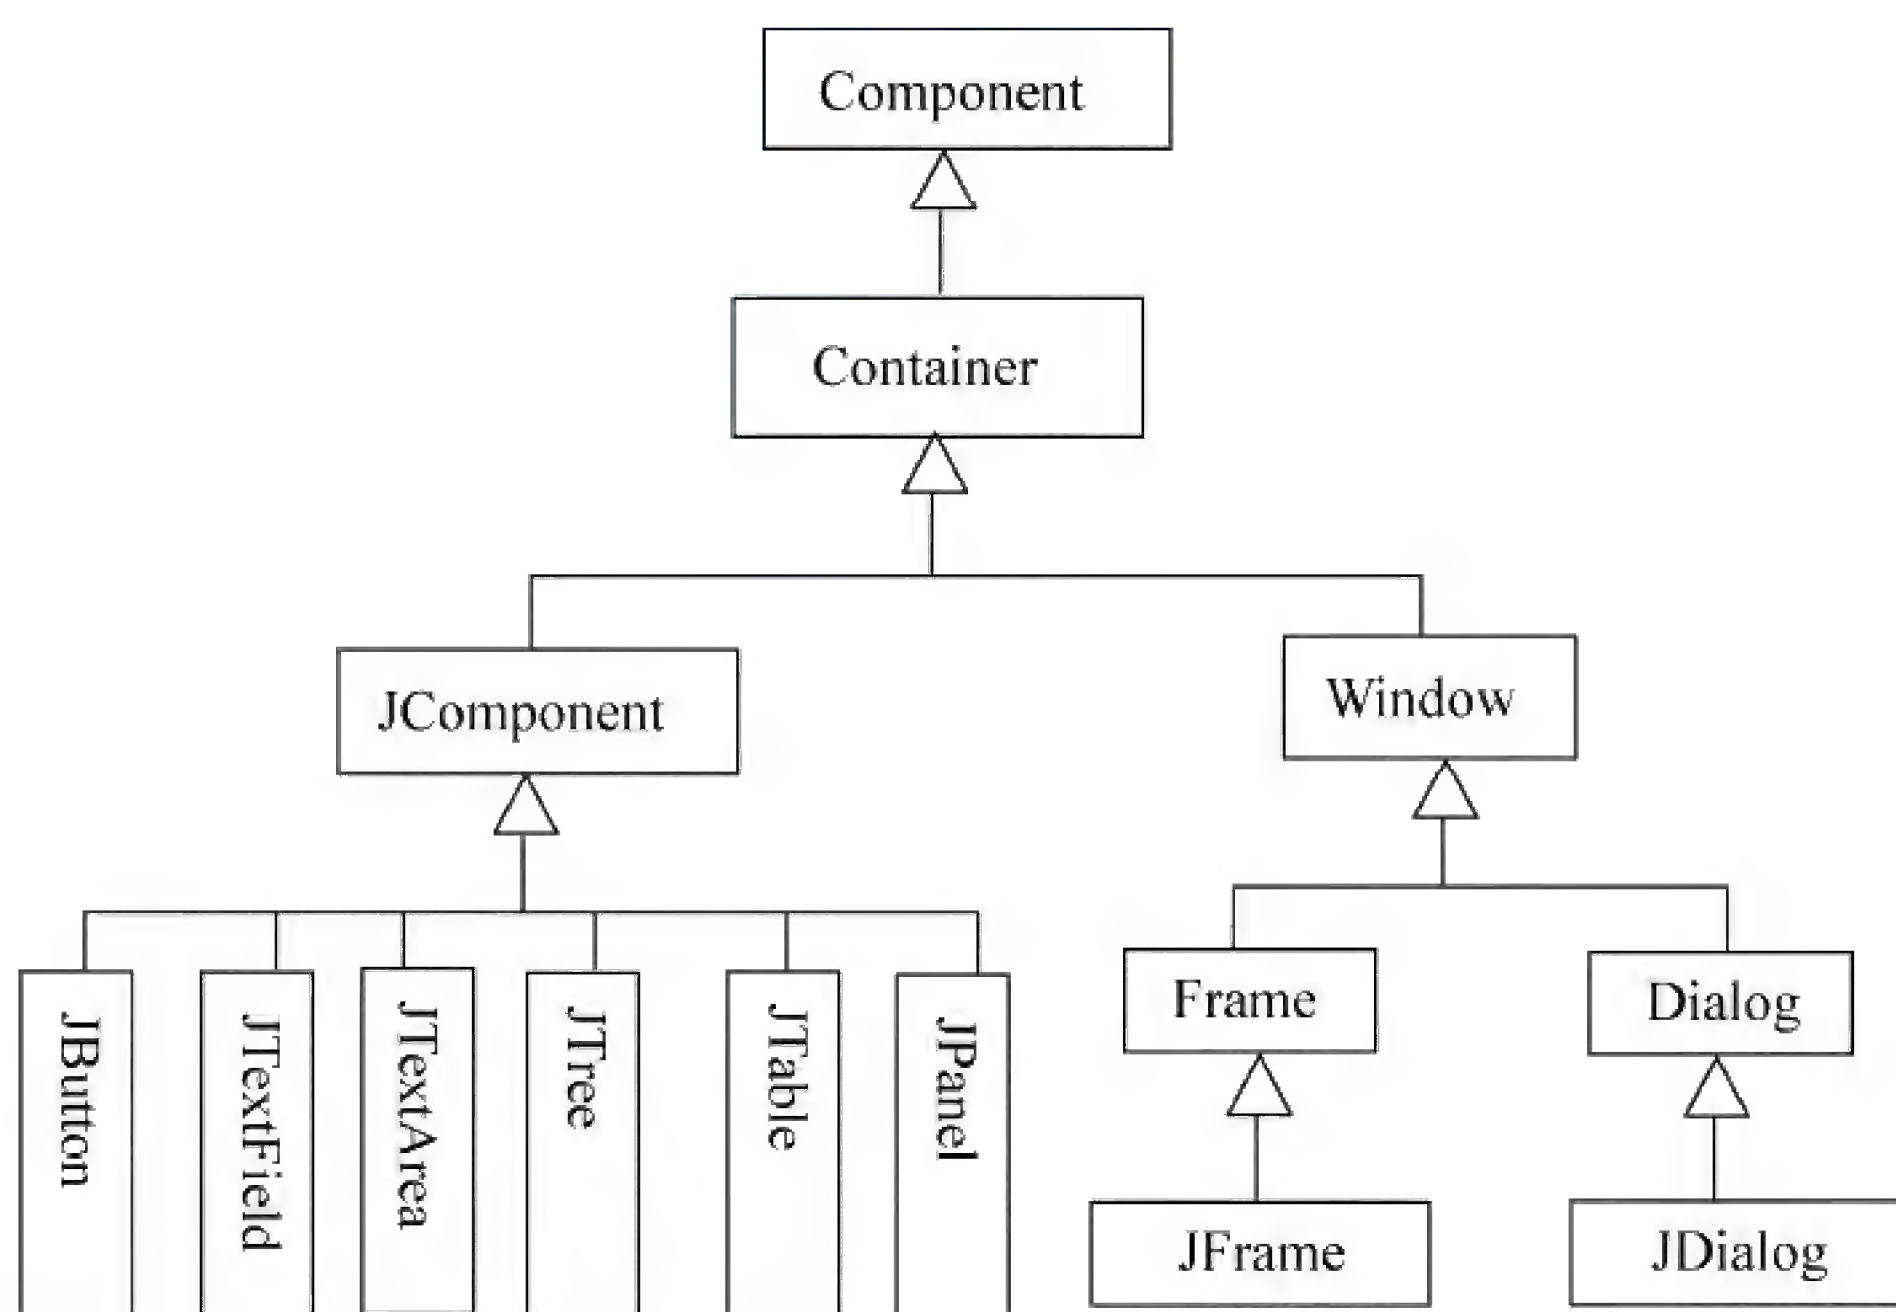 Component
Container
JComponent
Window
Frame
Dialog
JButton
JTextField
JTextArea
JTree
JTable
JPanel
JFrame
JDialog